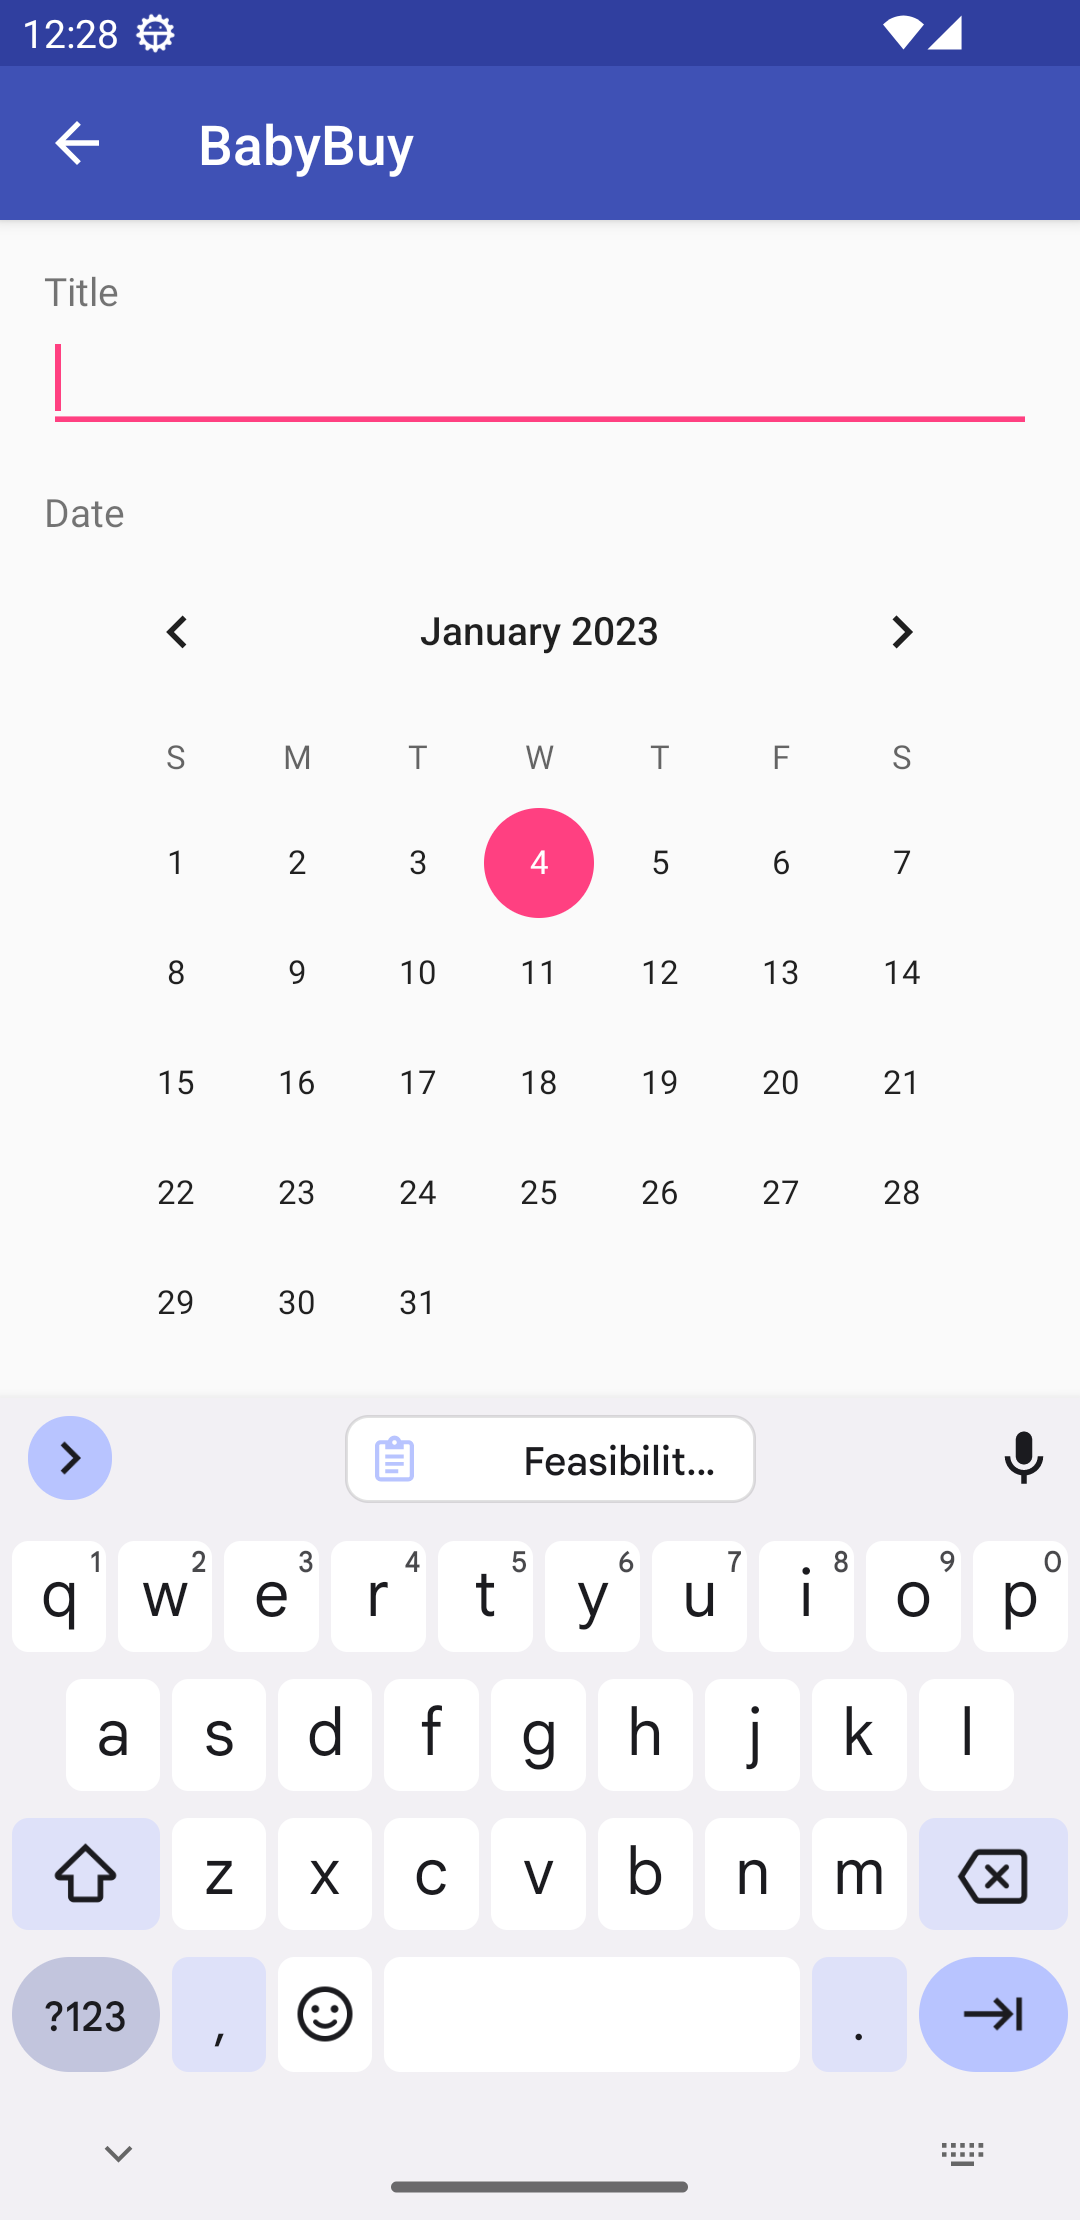 12:28
BabyBuy
Title
Date
January 2023
S M T W T F S
1 2 3 4 5 6 7
8 9 10 11 12 13 14
15 16 17 18 19 20 21
22 23 24 25 26 27 28
29 30 31
Feasibilit...
q 1 w 2 e 3 r 4 t 5 y 6 u 7 i 8 o 9 p 0
a s d f g h j k l
z x c v b n m
?123 , .